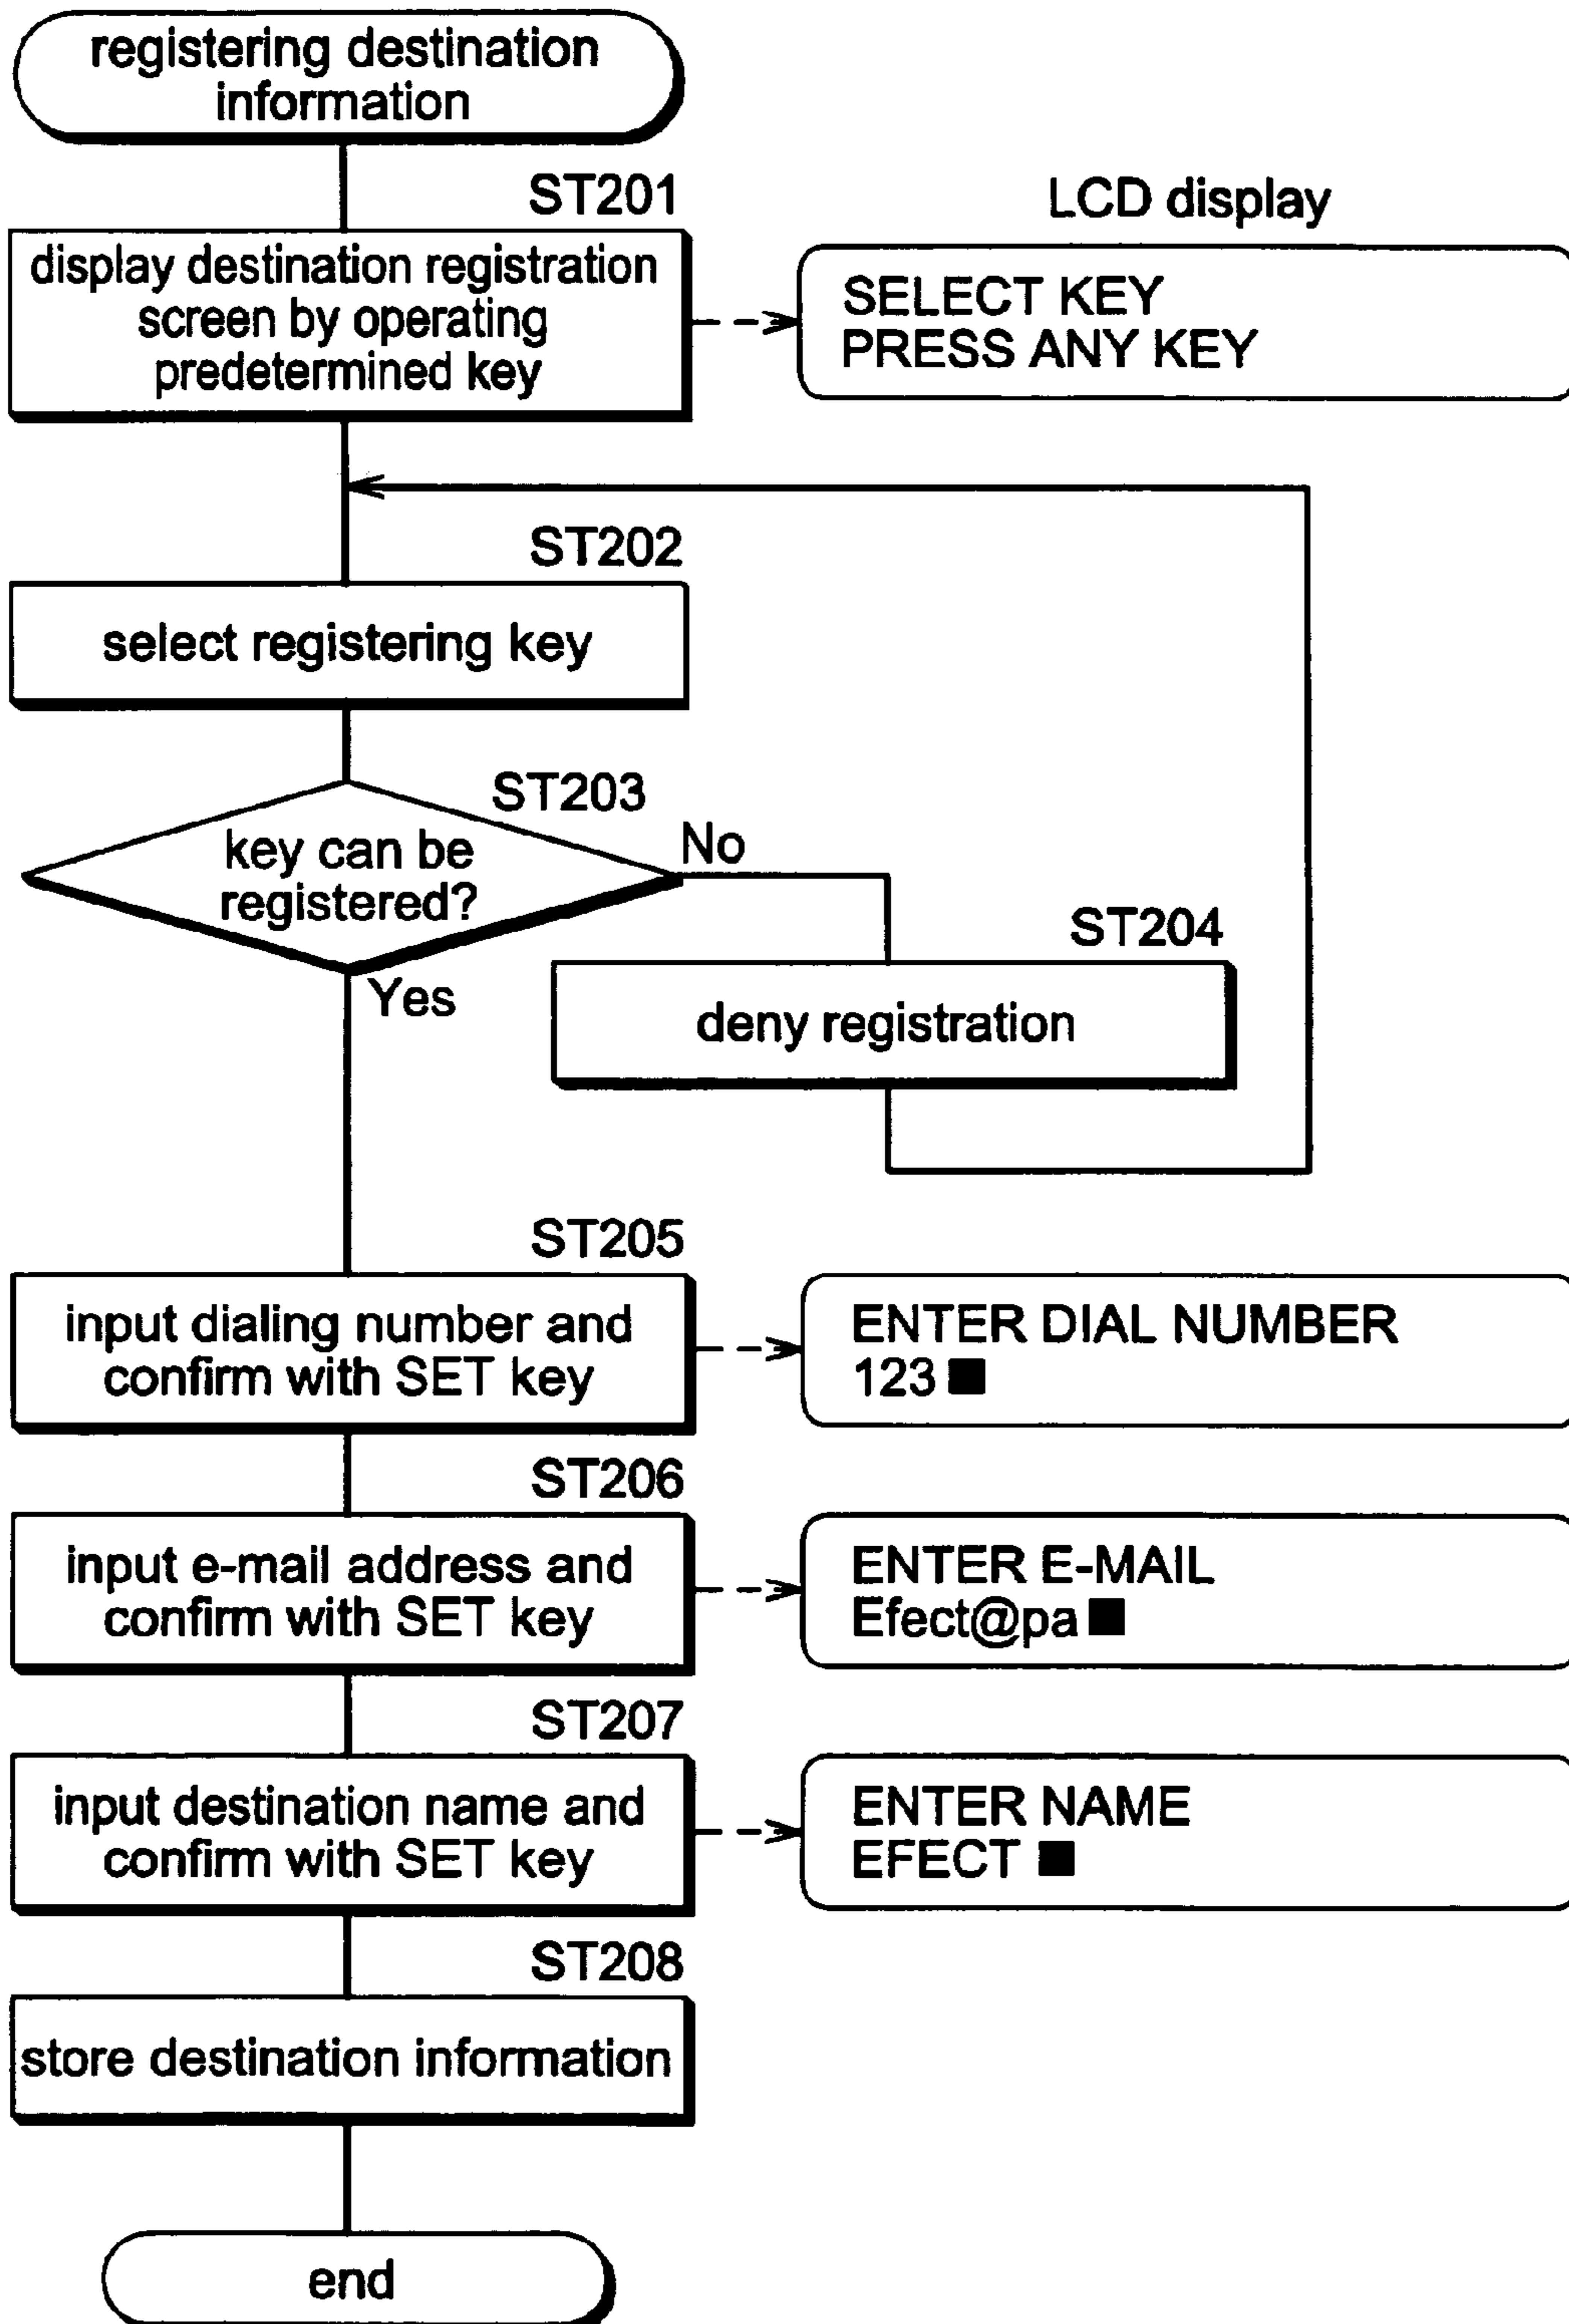 registering destination
information
ST201
LCD display
display destination registration
screen by operating
predetermined key
SELECT KEY
PRESS ANY KEY
ST202
select registering key
ST203
key can be
registered?
No
Yes
ST204
deny registration
ST205
input dialing number and
confirm with SET key
ENTER DIAL NUMBER
123■
ST206
input e-mail address and
confirm with SET key
ENTER E-MAIL
Efect@pa■
ST207
input destination name and
confirm with SET key
ENTER NAME
EFECT ■
ST208
store destination information
end